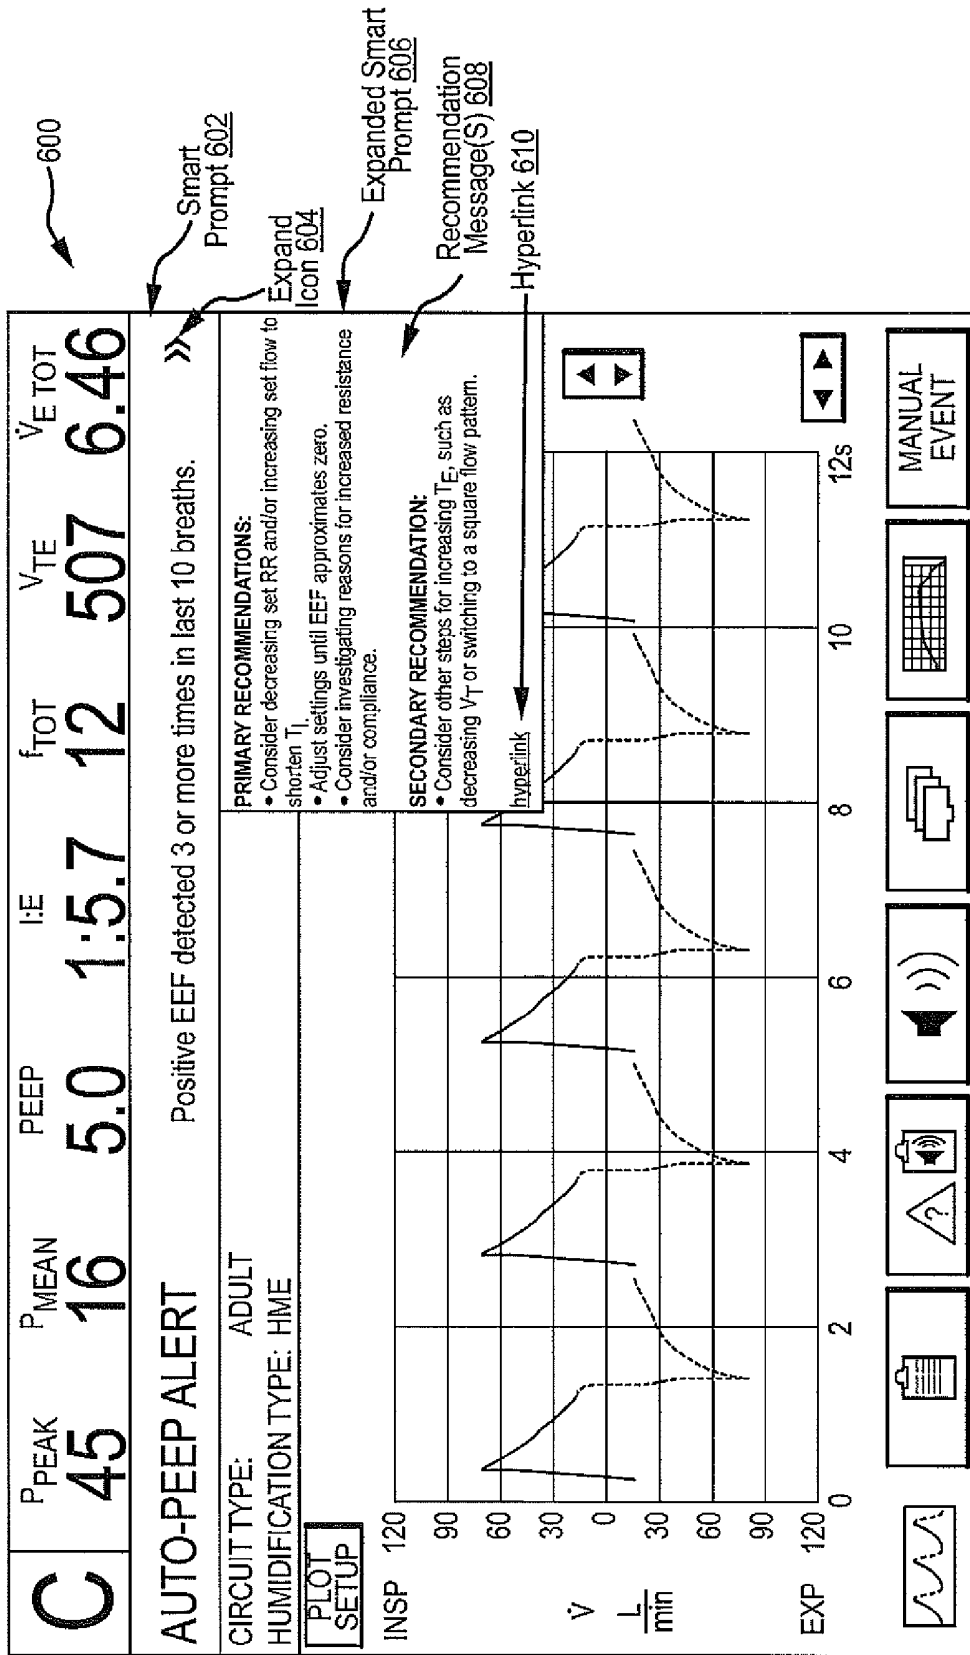 600
C
PPEAK PMEAN PEEP I:E fTOT VTE V̇E TOT
45 16 5.0 1:5.7 12 507 6.46
AUTO-PEEP ALERT Positive EEF detected 3 or more times in last 10 breaths. »
Smart
Prompt 602
Expand
Icon 604
CIRCUIT TYPE: ADULT
HUMIDIFICATION TYPE: HME
PLOT
SETUP
PRIMARY RECOMMENDATIONS:
• Consider decreasing set RR and/or increasing set flow to
shorten TI.
• Adjust settings until EEF approximates zero.
• Consider investigating reasons for increased resistance
and/or compliance.
SECONDARY RECOMMENDATION:
• Consider other steps for increasing TE, such as
decreasing VT or switching to a square flow pattern.
hyperlink
Expanded Smart
Prompt 606
Recommendation
Message(S) 608
Hyperlink 610
INSP
V̇
L
min
EXP
120
90
60
30
0
30
60
90
120
0 2 4 6 8 10 12s
?
MANUAL
EVENT